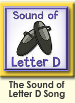 Sound of
Letter D
The Sound of
Letter D Song